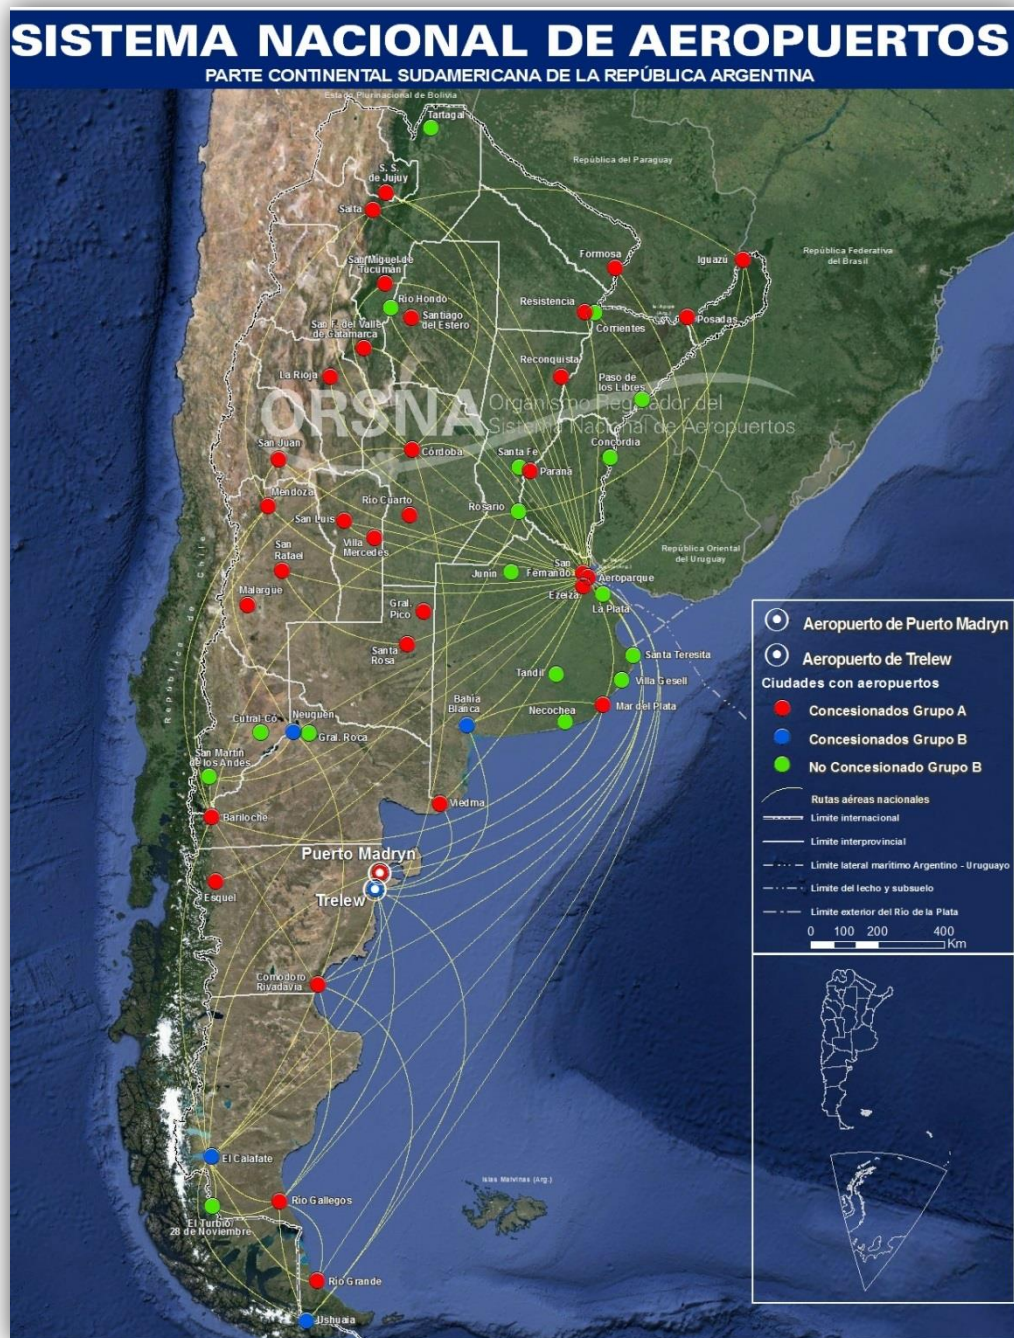 SISTEMA NACIONAL DE AEROPUERTOS
PARTE CONTINENTAL SUDAMERICANA DE LA REPÚBLICA ARGENTINA
Estado Plurinacional de Bolivia
Tartagal
República del Paraguay
S. S.
de Jujuy
Salta
República Federativa
del Brasil
Formosa
Iguazú
San Miguel de
Tucumán
Río Hondo
Resistencia
Santiago
del Estero
Corrientes
Posadas
San F. del Valle
de Catamarca
La Rioja
Reconquista
Paso de
los Libres
ORSNA
Organismo Regulador del
Sistema Nacional de Aeropuertos
San Juan
Córdoba
Santa Fe
Concordia
Paraná
Mendoza
Río Cuarto
Rosario
San Luis
Villa
Mercedes
San
Rafael
República Oriental
del Uruguay
Junín
San
Fernando
Aeroparque
Ezeiza
La Plata
Malargüe
Gral.
Pico
Santa
Rosa
República de Chile
Santa Teresita
Tandil
Villa Gesell
Bahía
Blanca
Necochea
Mar del Plata
Cutral-Có
Neuquén
Gral. Roca
San Martín
de los Andes
Viedma
Bariloche
Puerto Madryn
Esquel
Trelew
Comodoro
Rivadavia
El Calafate
Islas Malvinas (Arg.)
Río Gallegos
El Turbio/
28 de Noviembre
Río Grande
Ushuaia
Aeropuerto de Puerto Madryn
Aeropuerto de Trelew
Ciudades con aeropuertos
Concesionados Grupo A
Concesionados Grupo B
No Concesionado Grupo B
Rutas aéreas nacionales
Límite internacional
Límite interprovincial
Límite lateral marítimo Argentino - Uruguayo
Límite del lecho y subsuelo
Límite exterior del Río de la Plata
0 100 200 400
Km